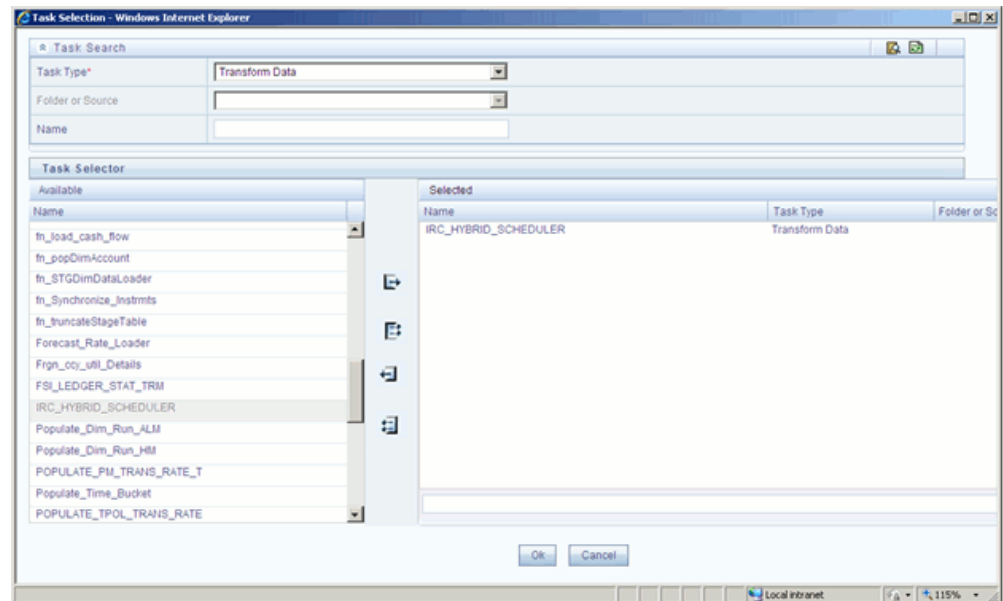 Task Selection - Windows Internet Explorer
Task Search
Task Type* Transform Data
Folder or Source
Name
Task Selector
Available Selected
Name Name Task Type Folder or Sc
IRC_HYBRID_SCHEDULER Transform Data
fn_load_cash_flow
fn_popDimAccount
fn_STGDimDataLoader
fn_Synchronize_Instrmts
fn_truncateStageTable
Forecast_Rate_Loader
Frgn_ccy_util_Details
FSI_LEDGER_STAT_TRM
IRC_HYBRID_SCHEDULER
Populate_Dim_Run_ALM
Populate_Dim_Run_HM
POPULATE_PM_TRANS_RATE_T
Populate_Time_Bucket
POPULATE_TPOL_TRANS_RATE
Ok Cancel
Local intranet 115%